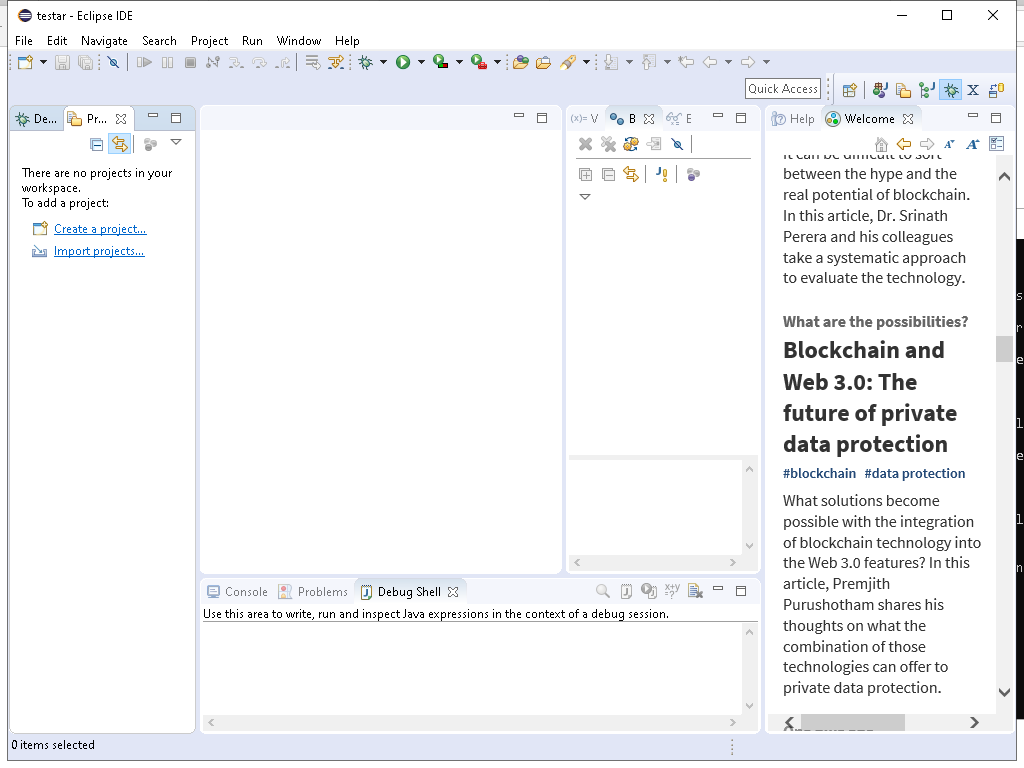 testar - Eclipse IDE
File Edit Navigate Search Project Run Window Help
Quick Access
De... Pr...
There are no projects in your
workspace.
To add a project:
Create a project...
Import projects...
(x)= V B E
Console Problems Debug Shell
Use this area to write, run and inspect Java expressions in the context of a debug session.
Help Welcome
It can be difficult to sort
between the hype and the
real potential of blockchain.
In this article, Dr. Srinath
Perera and his colleagues
take a systematic approach
to evaluate the technology.
What are the possibilities?
Blockchain and
Web 3.0: The
future of private
data protection
#blockchain #data protection
What solutions become
possible with the integration
of blockchain technology into
the Web 3.0 features? In this
article, Premjith
Purushotham shares his
thoughts on what the
combination of those
technologies can offer to
private data protection.
0 items selected